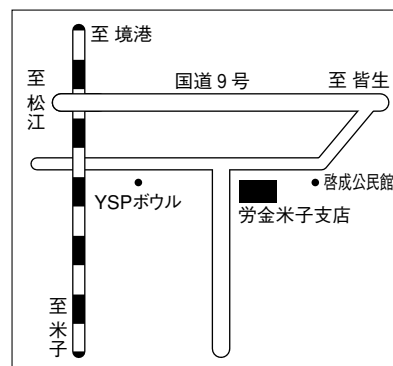 至 境港
至 松江
国道9号
至 皆生
YSPボウル
啓成公民館
労金米子支店
至 米子